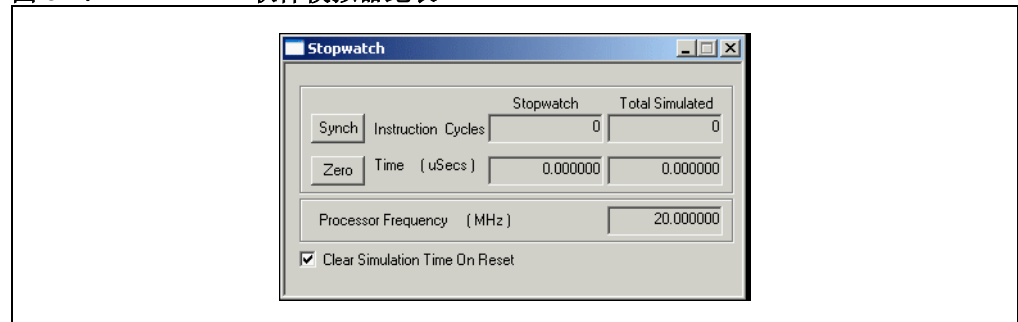 Stopwatch
Stopwatch Total Simulated
Synch Instruction Cycles 0 0
Zero Time ( uSecs ) 0.000000 0.000000
Processor Frequency ( MHz ) 20.000000
Clear Simulation Time On Reset